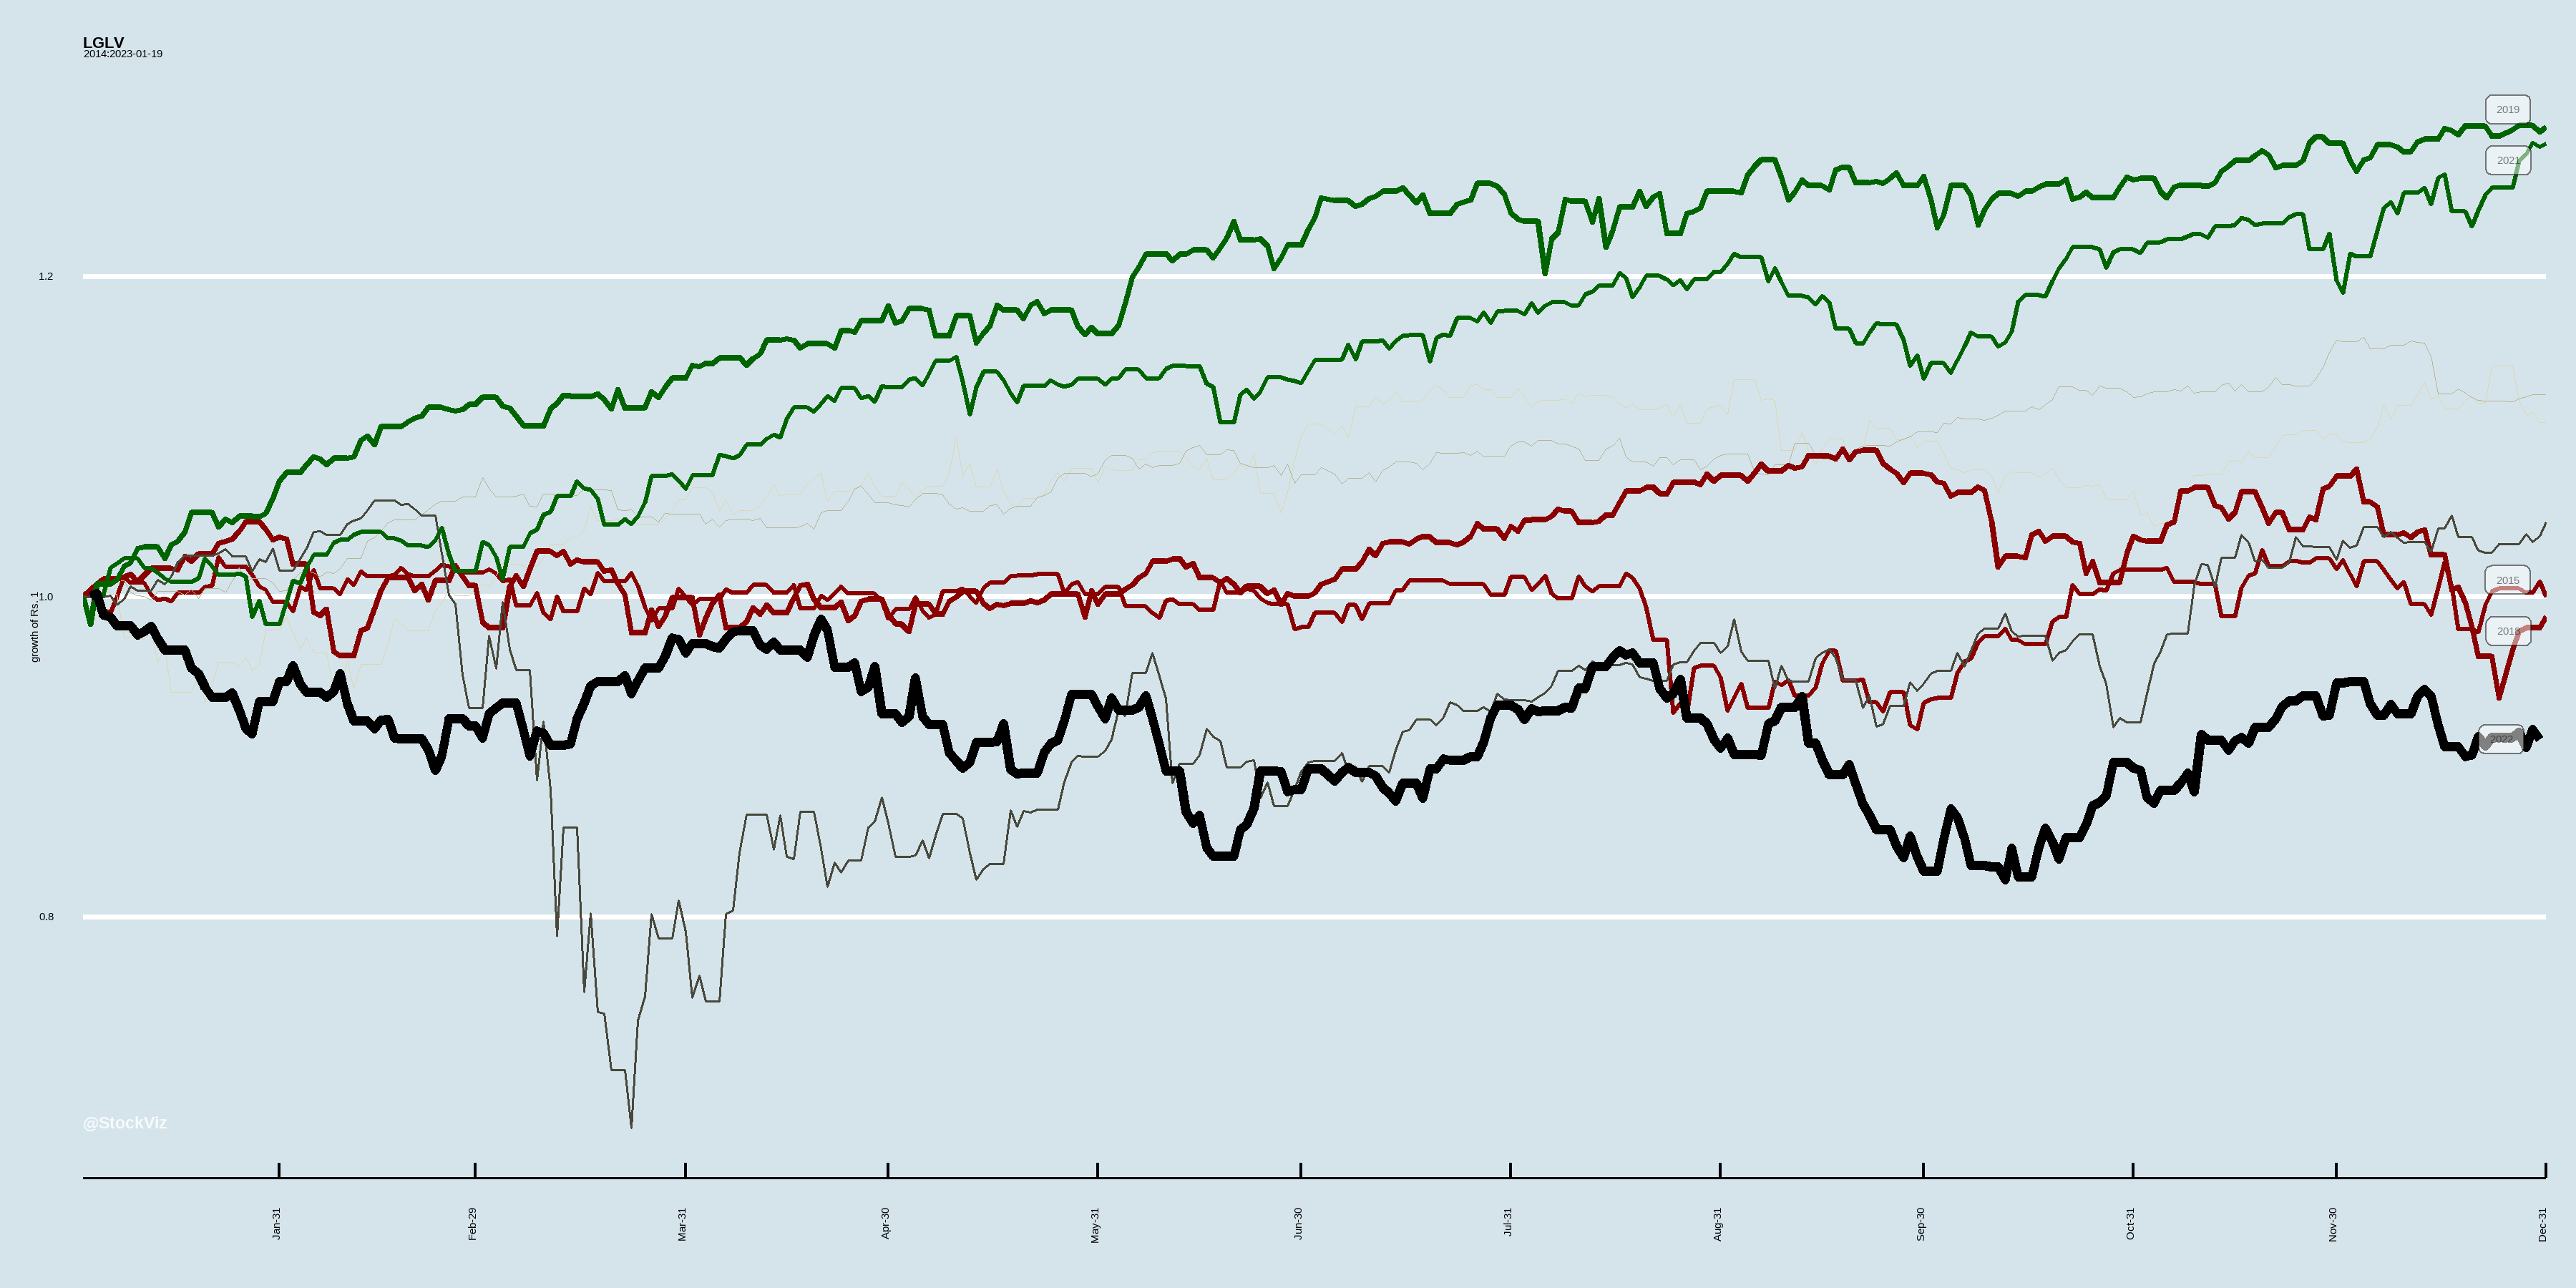 LGLV
2014:2023-01-19
2019
2021
1.2
2015
1.0
growth of Rs. 1
2018
2022
0.8
@StockViz
Jan-31
Feb-29
Mar-31
Apr-30
May-31
Jun-30
Jul-31
Aug-31
Sep-30
Oct-31
Nov-30
Dec-31